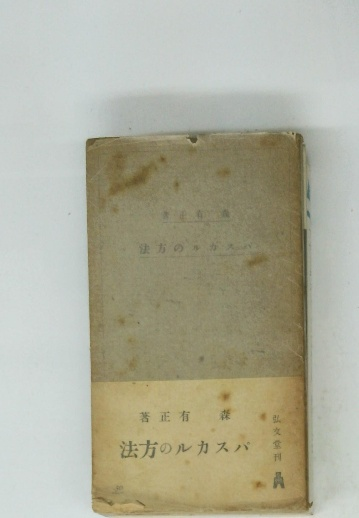 著正有森
法方のルカスパ
著 正 有 森
法方のルカスパ
弘文堂刊